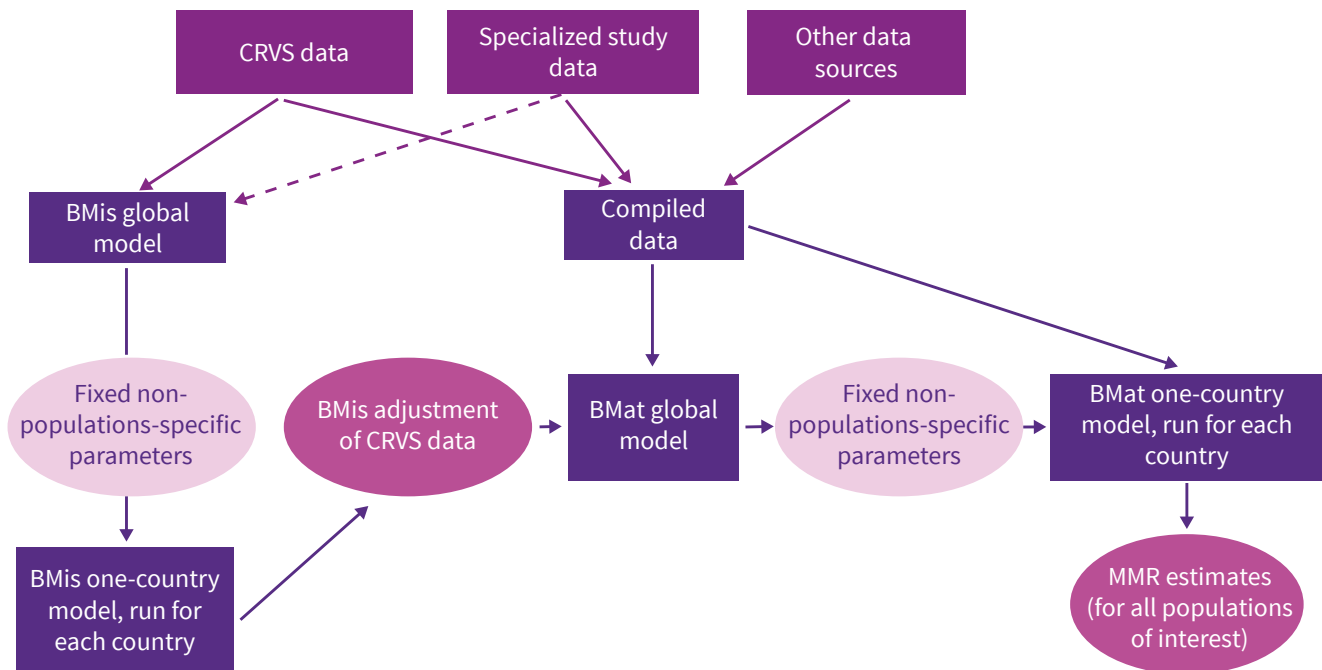 CRVS data
Specialized study
data
Other data
sources
BMis global
model
Compiled
data
Fixed non-
populations-specific
parameters
BMis adjustment
of CRVS data
BMat global
model
Fixed non-
populations-specific
parameters
BMat one-country
model, run for each
country
BMis one-country
model, run for
each country
MMR estimates
(for all populations
of interest)